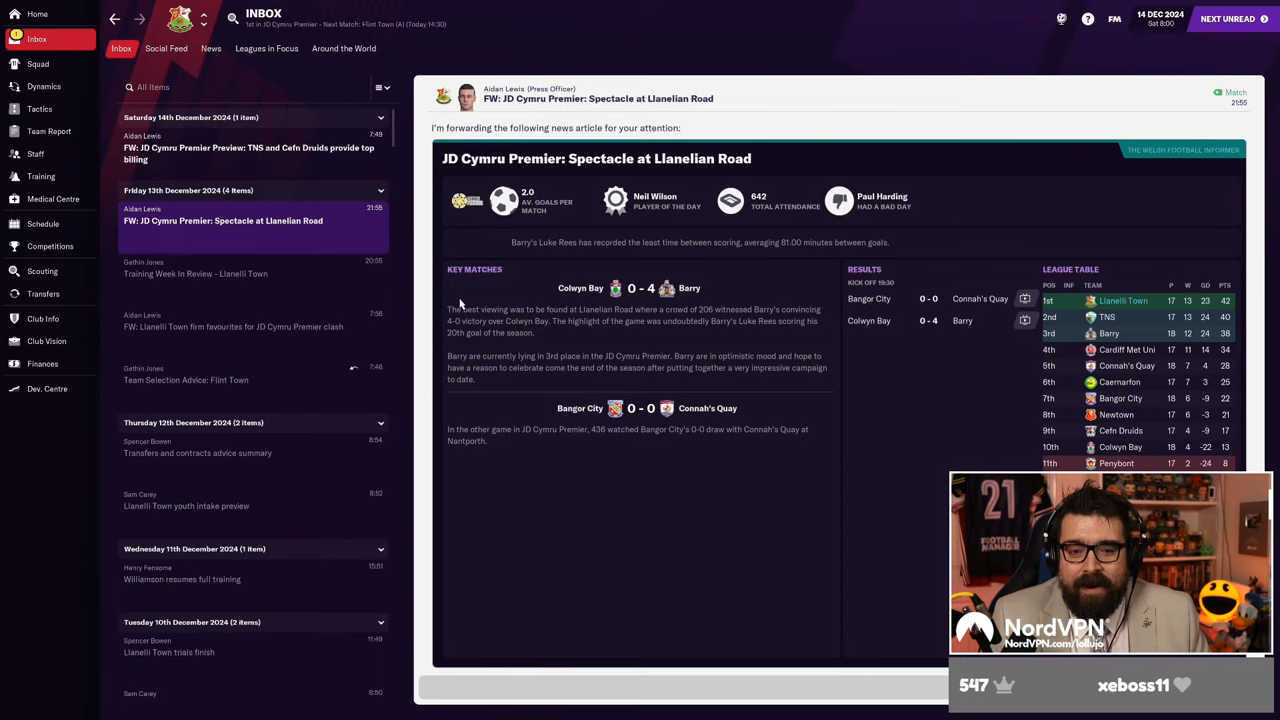 Home
INBOX
1st in JD Cymru Premier - Next Match: Flint Town (A) (Today 14:30)
FM
14 DEC 2024
Sat 8:00
NEXT UNREAD
Inbox
Squad
Dynamics
Tactics
Team Report
Staff
Training
Medical Centre
Schedule
Competitions
Scouting
Transfers
Club Info
Club Vision
Finances
Dev. Centre
Inbox Social Feed News Leagues in Focus Around the World
All Items
Saturday 14th December 2024 (1 item)
Aidan Lewis 7:49
FW: JD Cymru Premier Preview: TNS and Cefn Druids provide top
billing
Friday 13th December 2024 (4 Items)
Aidan Lewis 21:55
FW: JD Cymru Premier: Spectacle at Llanelian Road
Gethin Jones 20:55
Training Week In Review - Llanelli Town
Aidan Lewis 7:56
FW: Llanelli Town firm favourites for JD Cymru Premier clash
Gethin Jones 7:46
Team Selection Advice: Flint Town
Thursday 12th December 2024 (2 items)
Spencer Bowen 8:54
Transfers and contracts advice summary
Sam Carey 8:52
Llanelli Town youth intake preview
Wednesday 11th December 2024 (1 item)
Henry Fensome 15:51
Williamson resumes full training
Tuesday 10th December 2024 (2 items)
Spencer Bowen 11:49
Llanelli Town trials finish
Sam Carey 8:50
Aidan Lewis (Press Officer)
FW: JD Cymru Premier: Spectacle at Llanelian Road
Match
21:55
I'm forwarding the following news article for your attention:
THE WELSH FOOTBALL INFORMER
JD Cymru Premier: Spectacle at Llanelian Road
2.0
AV. GOALS PER
MATCH
Neil Wilson
PLAYER OF THE DAY
642
TOTAL ATTENDANCE
Paul Harding
HAD A BAD DAY
Barry's Luke Rees has recorded the least time between scoring, averaging 81.00 minutes between goals.
KEY MATCHES
Colwyn Bay 0 - 4 Barry
The best viewing was to be found at Llanelian Road where a crowd of 206 witnessed Barry's convincing
4-0 victory over Colwyn Bay. The highlight of the game was undoubtedly Barry's Luke Rees scoring his
20th goal of the season.
Barry are currently lying in 3rd place in the JD Cymru Premier. Barry are in optimistic mood and hope to
have a reason to celebrate come the end of the season after putting together a very impressive campaign
to date.
Bangor City 0 - 0 Connah's Quay
In the other game in JD Cymru Premier, 436 watched Bangor City's 0-0 draw with Connah's Quay at
Nantporth.
RESULTS
KICK OFF 19:30
Bangor City 0 - 0 Connah's Quay
Colwyn Bay 0 - 4 Barry
LEAGUE TABLE
POS INF TEAM P W GD PTS
1st Llanelli Town 17 13 23 42
2nd TNS 17 13 24 40
3rd Barry 18 12 24 38
4th Cardiff Met Uni 17 11 14 34
5th Connah's Quay 18 7 4 28
6th Caernarfon 17 7 3 25
7th Bangor City 18 6 -9 22
8th Newtown 17 6 -3 21
9th Cefn Druids 17 4 -9 17
10th Colwyn Bay 18 4 -22 13
11th Penybont 17 2 -24 8
21
FOOTBALL
MANAGER
NordVPN
NordVPN.com/lollujo
547 xeboss11